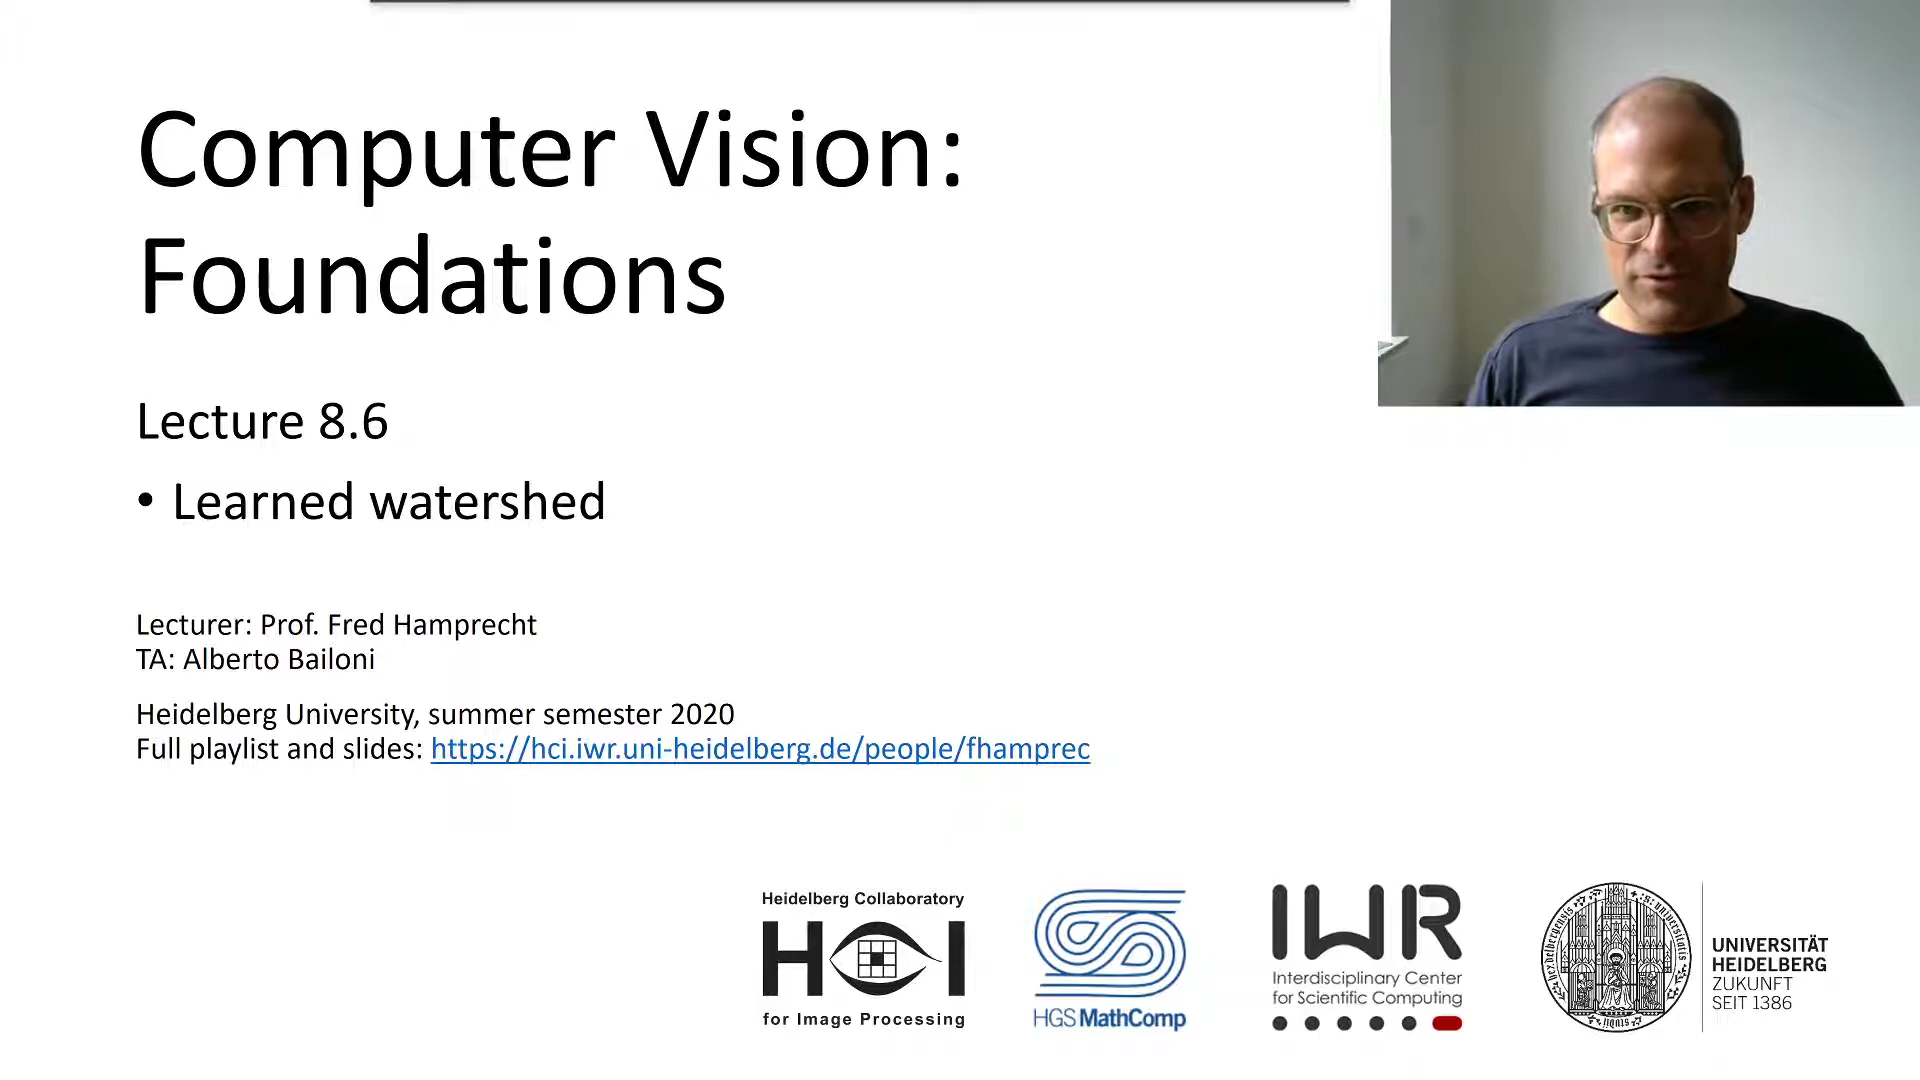 Computer Vision:
Foundations
Lecture 8.6
• Learned watershed
Lecturer: Prof. Fred Hamprecht
TA: Alberto Bailoni
Heidelberg University, summer semester 2020
Full playlist and slides: https://hci.iwr.uni-heidelberg.de/people/fhamprec
Heidelberg Collaboratory
HCI
for Image Processing
HGS MathComp
IWR
Interdisciplinary Center
for Scientific Computing
UNIVERSITÄT
HEIDELBERG
ZUKUNFT
SEIT 1386